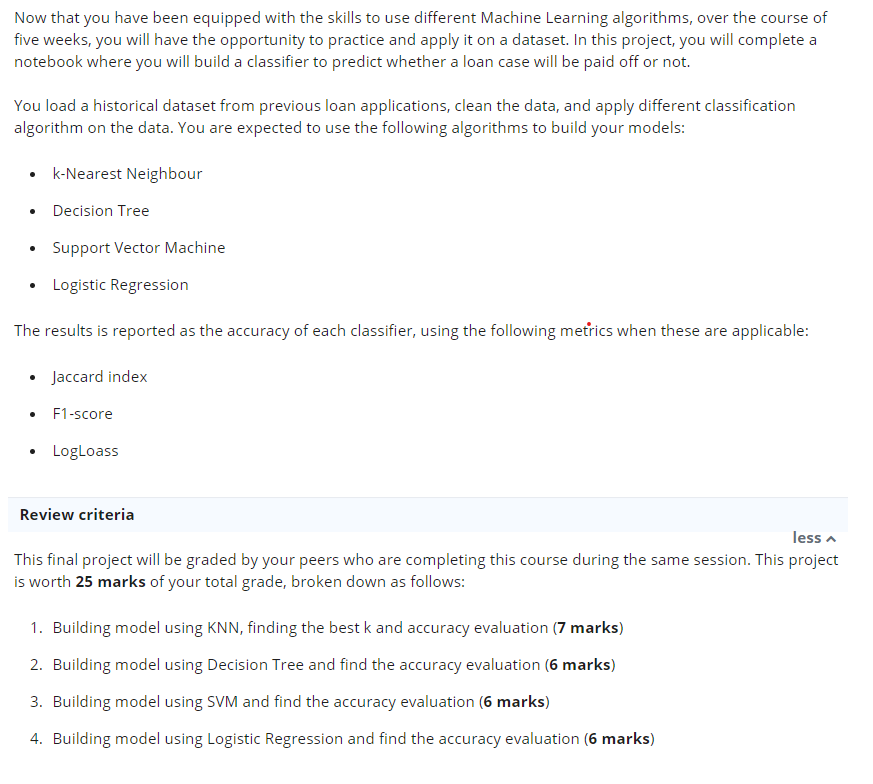 Now that you have been equipped with the skills to use different Machine Learning algorithms, over the course of
five weeks, you will have the opportunity to practice and apply it on a dataset. In this project, you will complete a
notebook where you will build a classifier to predict whether a loan case will be paid off or not.
You load a historical dataset from previous loan applications, clean the data, and apply different classification
algorithm on the data. You are expected to use the following algorithms to build your models:
• k-Nearest Neighbour
• Decision Tree
• Support Vector Machine
• Logistic Regression
The results is reported as the accuracy of each classifier, using the following metrics when these are applicable:
• Jaccard index
• F1-score
• LogLoass
Review criteria
less
This final project will be graded by your peers who are completing this course during the same session. This project
is worth 25 marks of your total grade, broken down as follows:
1. Building model using KNN, finding the best k and accuracy evaluation (7 marks)
2. Building model using Decision Tree and find the accuracy evaluation (6 marks)
3. Building model using SVM and find the accuracy evaluation (6 marks)
4. Building model using Logistic Regression and find the accuracy evaluation (6 marks)